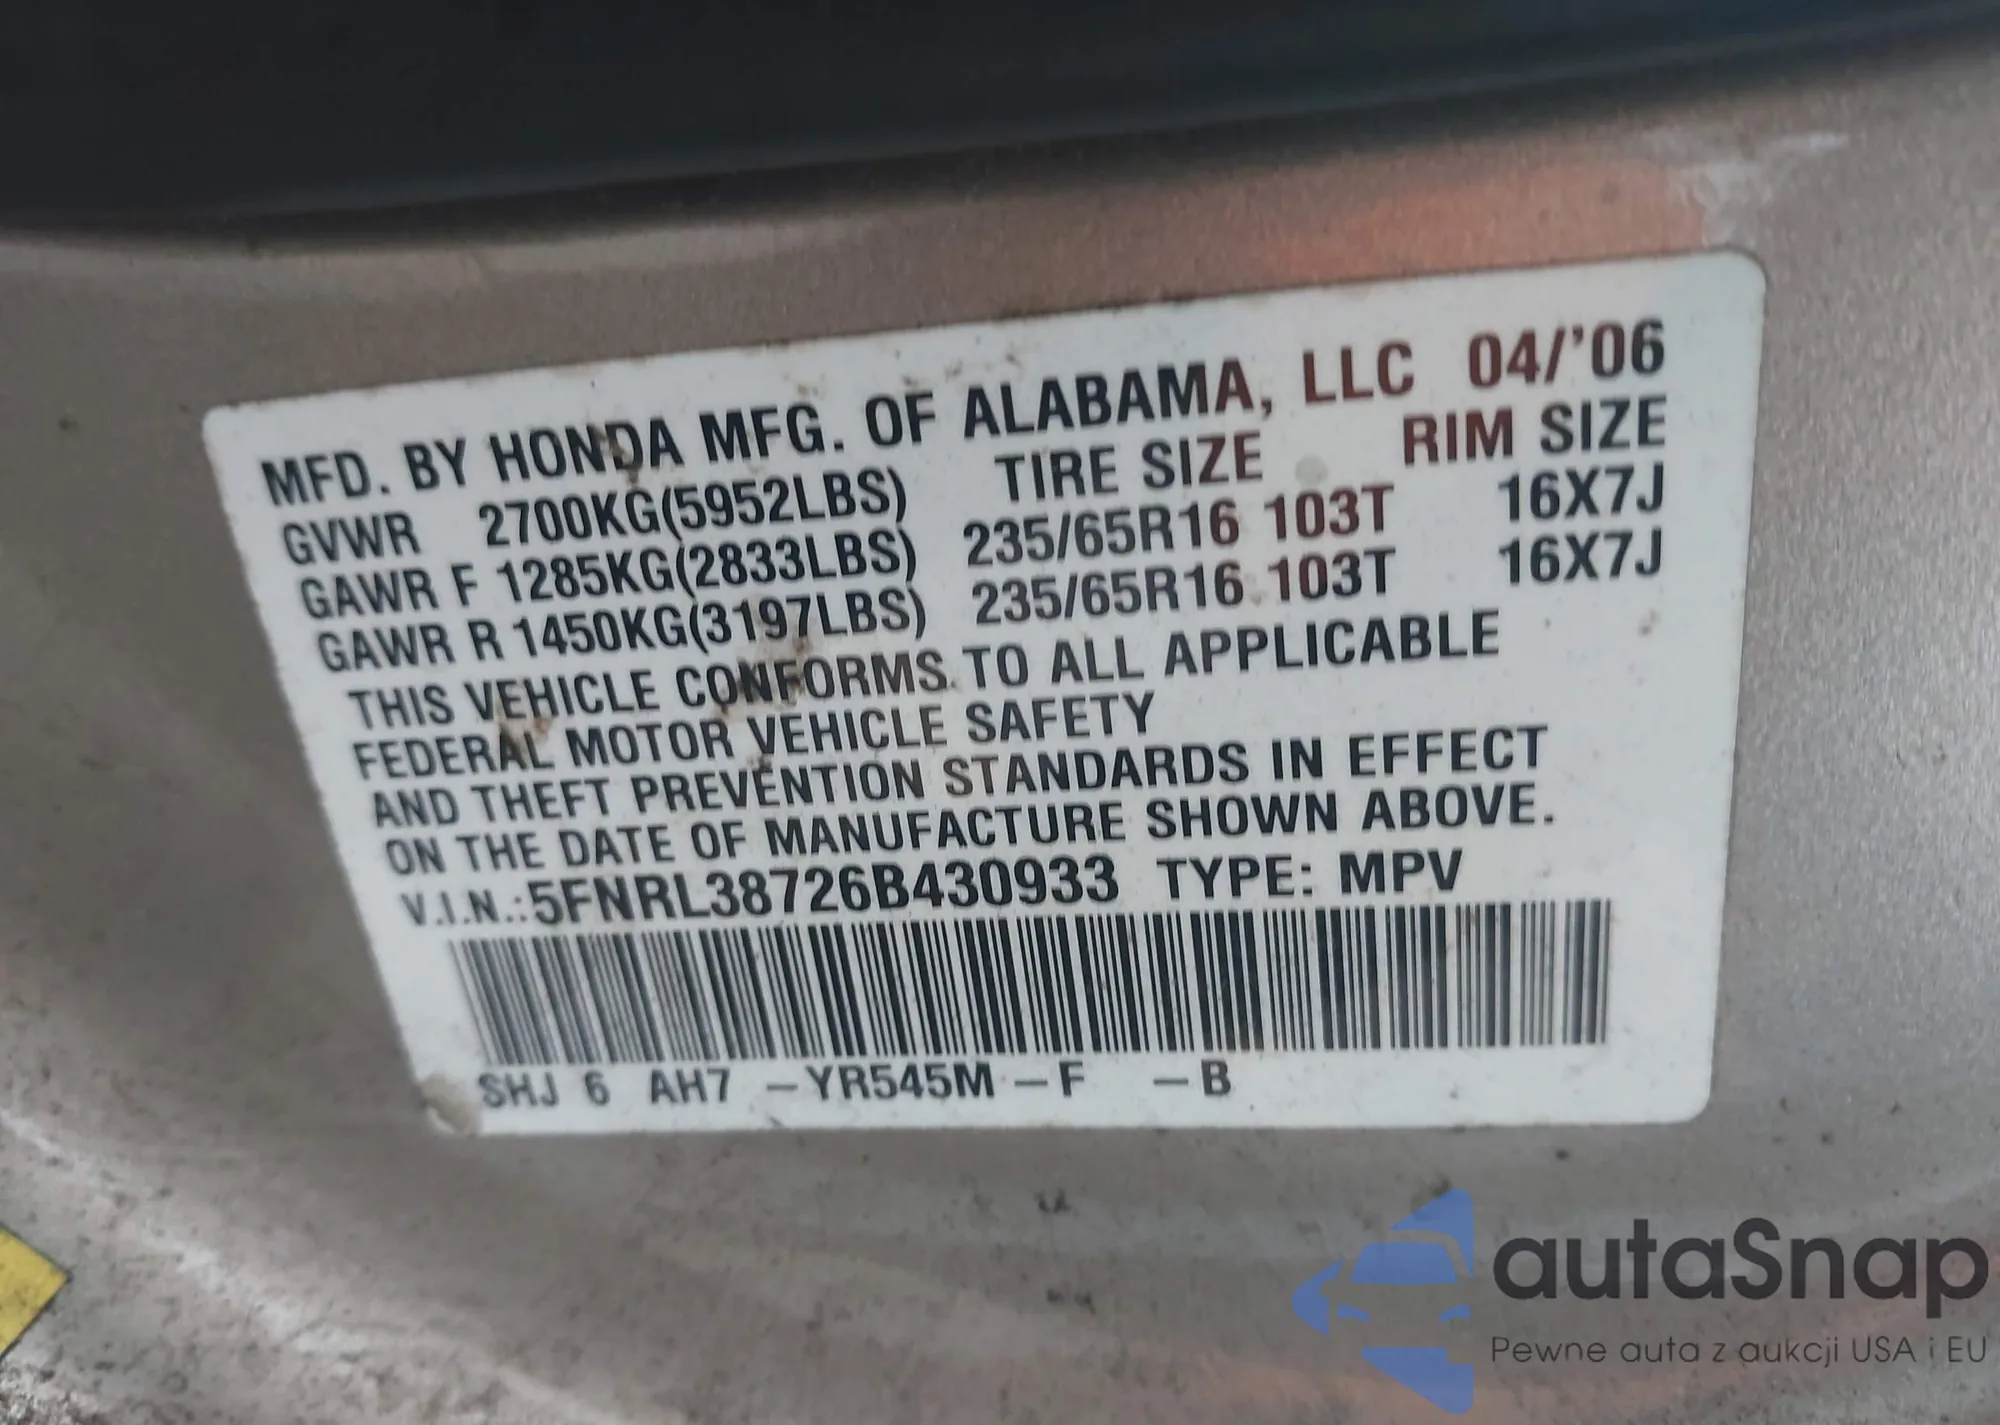 MFD. BY HONDA MFG. OF ALABAMA, LLC 04/'06
GVWR 2700KG(5952LBS) TIRE SIZE RIM SIZE
GAWR F 1285KG(2833LBS) 235/65R16 103T 16X7J
GAWR R 1450KG(3197LBS) 235/65R16 103T 16X7J
THIS VEHICLE CONFORMS TO ALL APPLICABLE
FEDERAL MOTOR VEHICLE SAFETY
AND THEFT PREVENTION STANDARDS IN EFFECT
ON THE DATE OF MANUFACTURE SHOWN ABOVE.
V.I.N.:5FNRL38726B430933 TYPE: MPV
SHJ 6 AH7 -YR545M -F -B
autaSnap
Pewne auta z aukcji USA i EU